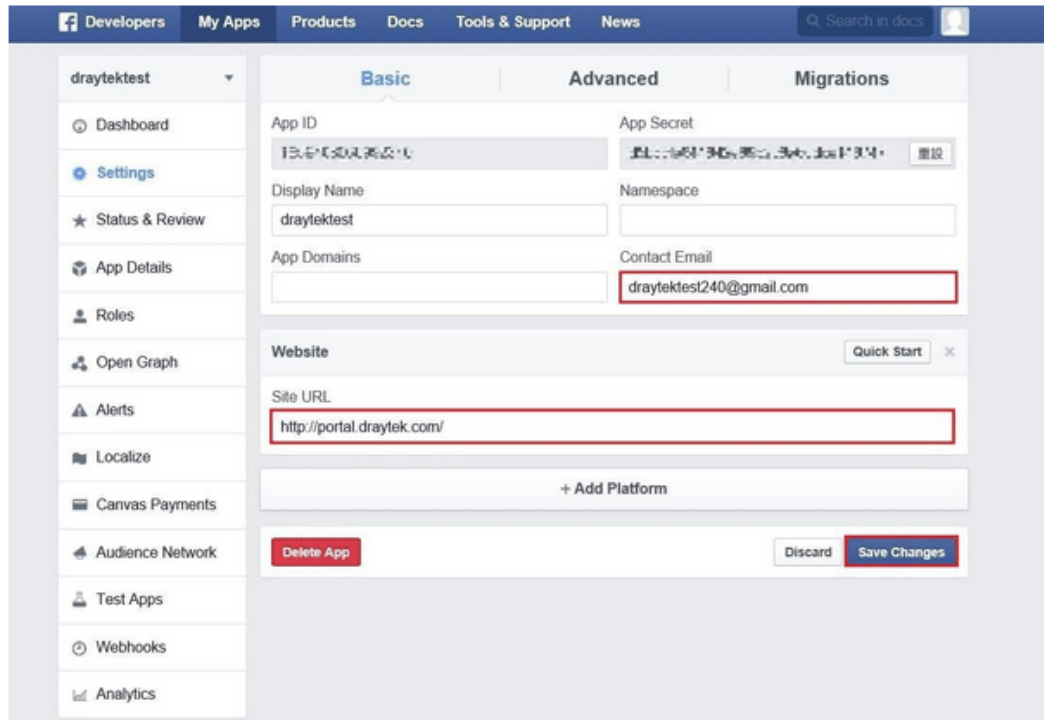 Developers My Apps Products Docs Tools & Support News Search in docs
draytektest
Dashboard
Settings
Status & Review
App Details
Roles
Open Graph
Alerts
Localize
Canvas Payments
Audience Network
Test Apps
Webhooks
Analytics
Basic Advanced Migrations
App ID App Secret
重設
Display Name Namespace
draytektest
App Domains Contact Email
draytektest240@gmail.com
Website Quick Start
Site URL
http://portal.draytek.com/
+ Add Platform
Delete App Discard Save Changes